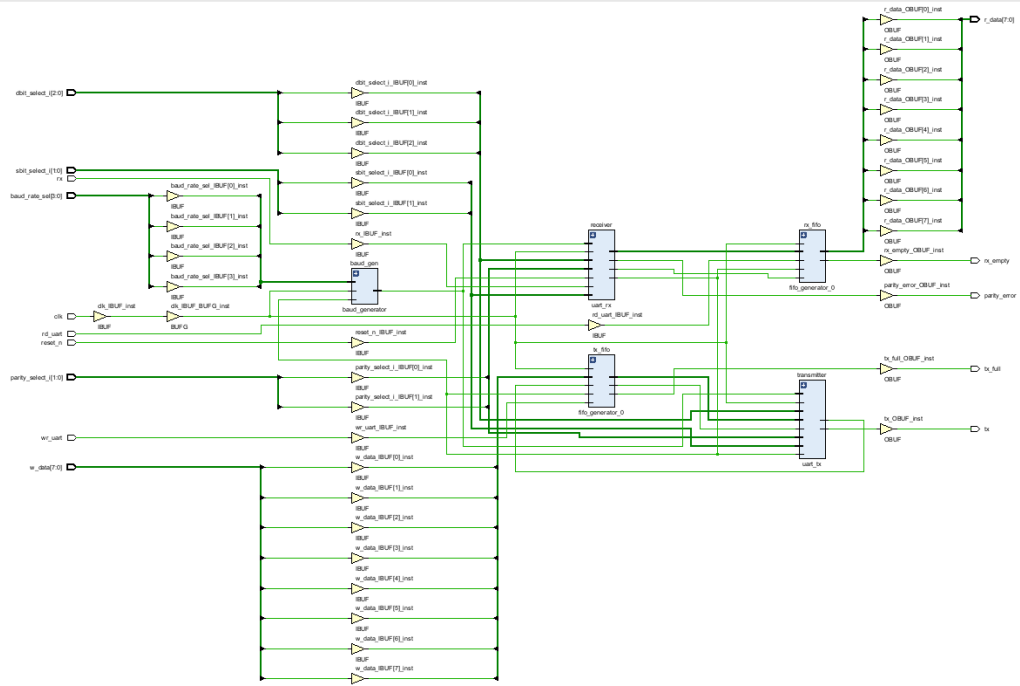 r_data_OBUF[0]_inst
r_data[7:0]
OBUF
r_data_OBUF[1]_inst
OBUF
r_data_OBUF[2]_inst
OBUF
r_data_OBUF[3]_inst
OBUF
r_data_OBUF[4]_inst
OBUF
r_data_OBUF[5]_inst
OBUF
r_data_OBUF[6]_inst
OBUF
r_data_OBUF[7]_inst
OBUF
rx_empty_OBUF_inst
rx_empty
OBUF
parity_error_OBUF_inst
parity_error
OBUF
tx_full_OBUF_inst
tx_full
OBUF
tx_OBUF_inst
tx
OBUF
dbit_select_i[2:0]
dbit_select_i_IBUF[0]_inst
IBUF
dbit_select_i_IBUF[1]_inst
IBUF
dbit_select_i_IBUF[2]_inst
IBUF
sbit_select_i[1:0]
rx
sbit_select_i_IBUF[0]_inst
IBUF
sbit_select_i_IBUF[1]_inst
IBUF
baud_rate_sel[3:0]
baud_rate_sel_IBUF[0]_inst
IBUF
baud_rate_sel_IBUF[1]_inst
IBUF
baud_rate_sel_IBUF[2]_inst
IBUF
baud_rate_sel_IBUF[3]_inst
IBUF
rx_IBUF_inst
IBUF
baud_gen
baud_generator
receiver
uart_rx
rx_fifo
fifo_generator_0
clk
clk_IBUF_inst
IBUF
clk_IBUF_BUFG_inst
BUFG
rd_uart
reset_n
rd_uart_IBUF_inst
IBUF
reset_n_IBUF_inst
IBUF
tx_fifo
fifo_generator_0
transmitter
uart_tx
parity_select_i[1:0]
parity_select_i_IBUF[0]_inst
IBUF
parity_select_i_IBUF[1]_inst
IBUF
wr_uart
wr_uart_IBUF_inst
IBUF
w_data[7:0]
w_data_IBUF[0]_inst
IBUF
w_data_IBUF[1]_inst
IBUF
w_data_IBUF[2]_inst
IBUF
w_data_IBUF[3]_inst
IBUF
w_data_IBUF[4]_inst
IBUF
w_data_IBUF[5]_inst
IBUF
w_data_IBUF[6]_inst
IBUF
w_data_IBUF[7]_inst